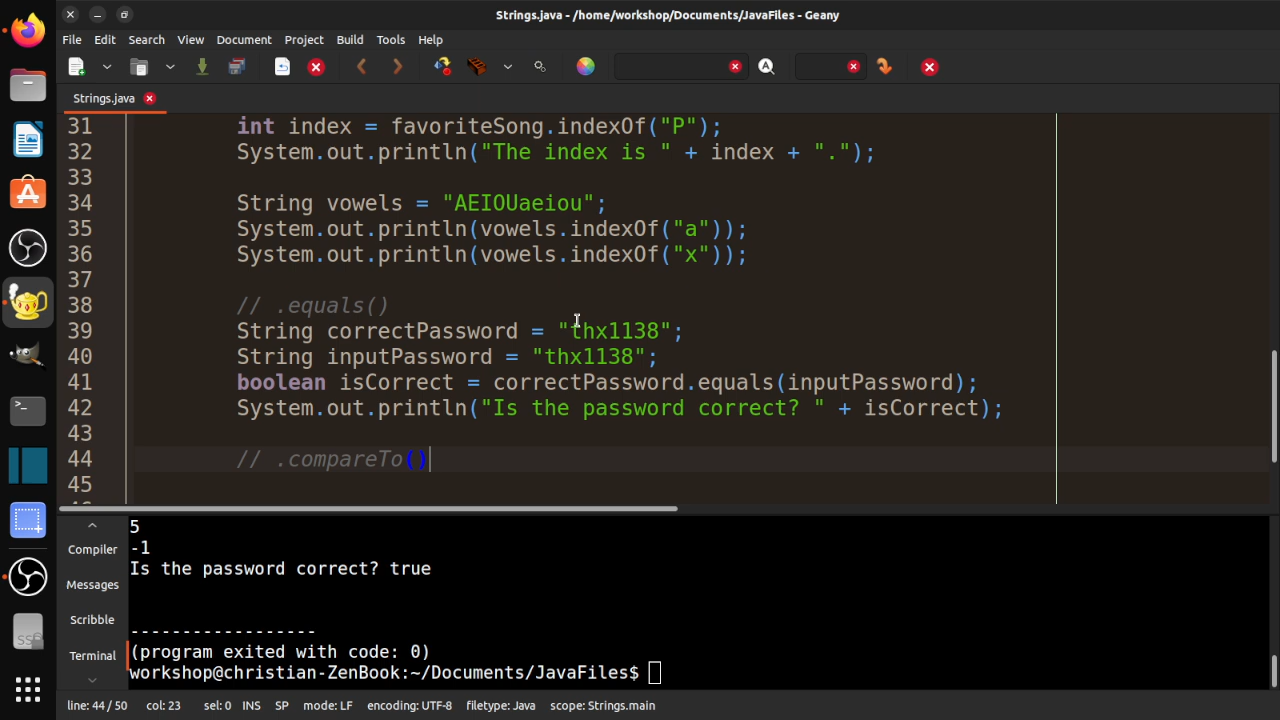 Strings.java - /home/workshop/Documents/JavaFiles - Geany
File Edit Search View Document Project Build Tools Help
Strings.java
31 int index = favoriteSong.indexOf("P");
32 System.out.println("The index is " + index + ".");
33
34 String vowels = "AEIOUaeiou";
35 System.out.println(vowels.indexOf("a"));
36 System.out.println(vowels.indexOf("x"));
37
38 // .equals()
39 String correctPassword = "thx1138";
40 String inputPassword = "thx1138";
41 boolean isCorrect = correctPassword.equals(inputPassword);
42 System.out.println("Is the password correct? " + isCorrect);
43
44 // .compareTo()
45
5
Compiler
-1
Is the password correct? true
Messages
Scribble
------------------
Terminal
(program exited with code: 0)
workshop@christian-ZenBook:~/Documents/JavaFiles$
line: 44 / 50 col: 23 sel: 0 INS SP mode: LF encoding: UTF-8 filetype: Java scope: Strings.main